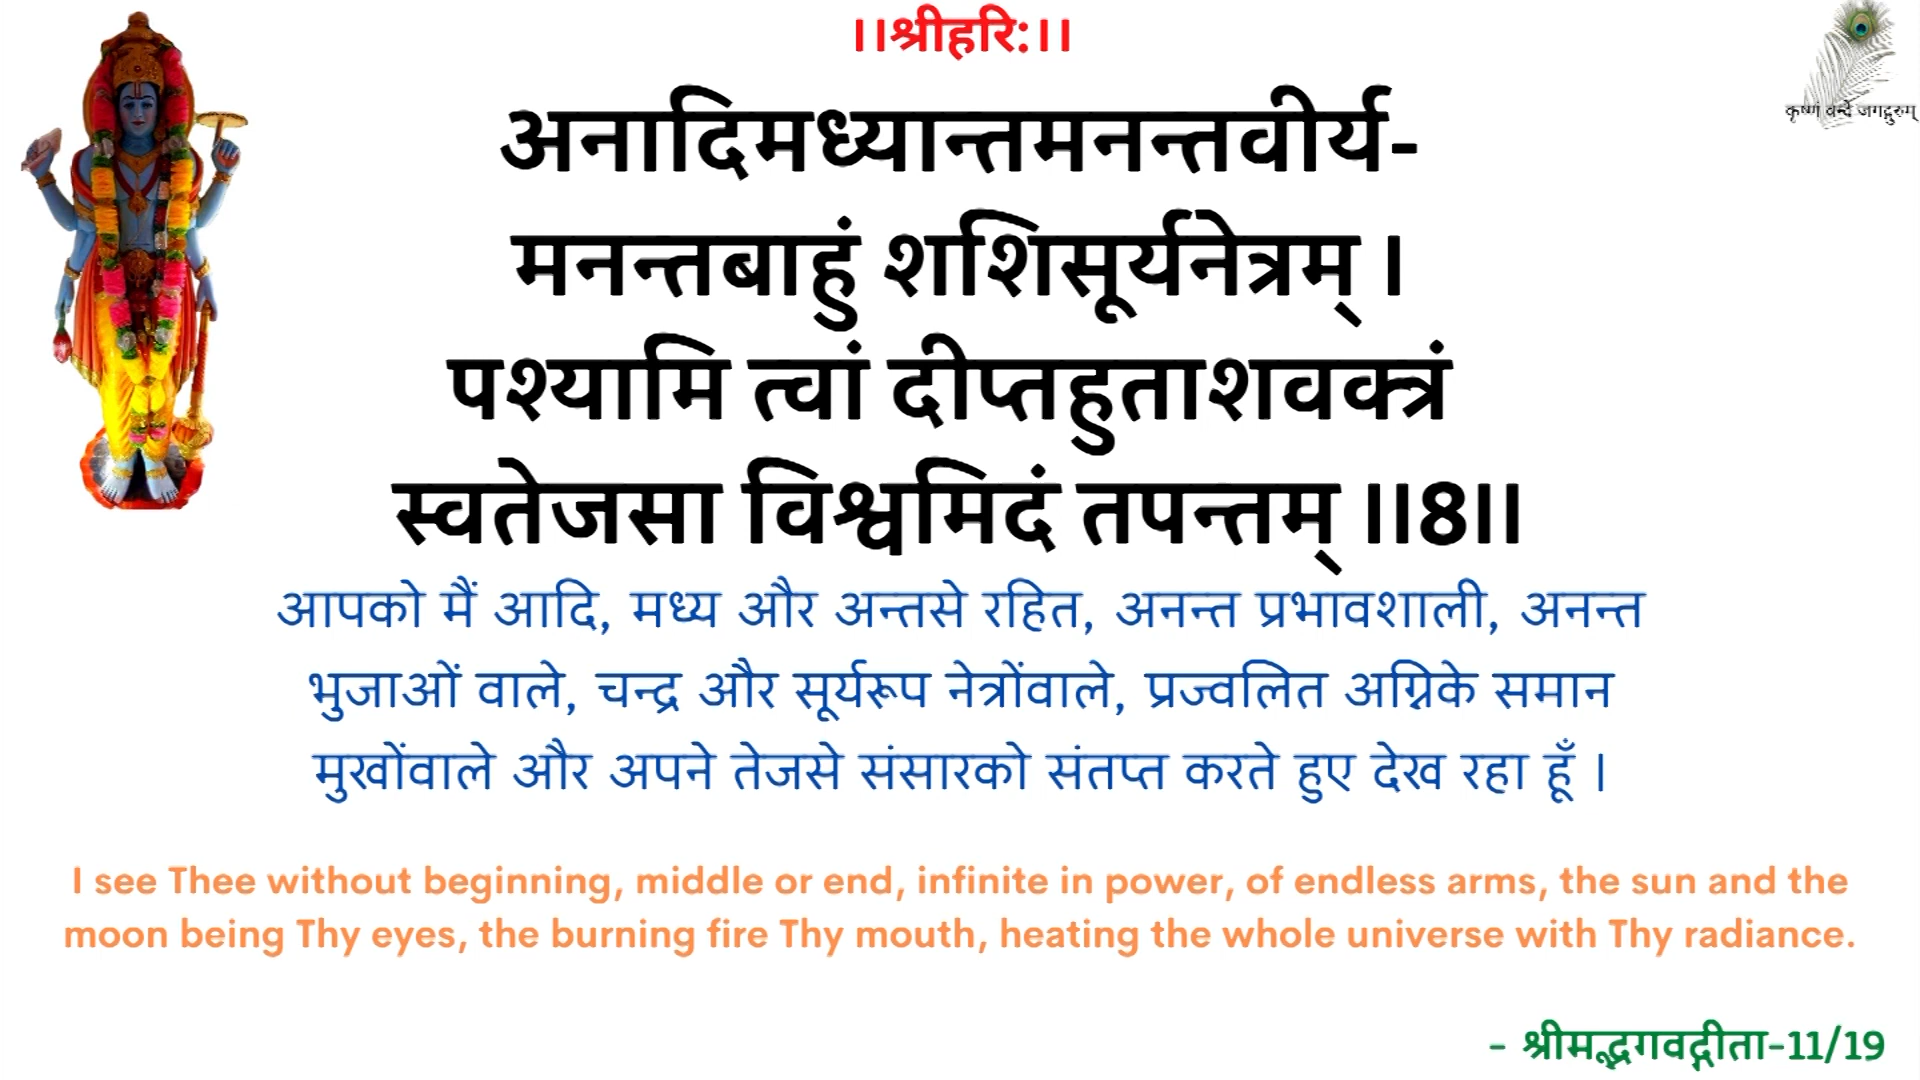 ।।श्रीहरि:।।
कृष्णं वन्दे जगद्गुरुम्
अनादिमध्यान्तमनन्तवीर्य-
मनन्तबाहुं शशिसूर्यनेत्रम् ।
पश्यामि त्वां दीप्तहुताशवक्त्रं
स्वतेजसा विश्वमिदं तपन्तम् ।।8।।
आपको मैं आदि, मध्य और अन्तसे रहित, अनन्त प्रभावशाली, अनन्त
भुजाओं वाले, चन्द्र और सूर्यरूप नेत्रोंवाले, प्रज्वलित अग्निके समान
मुखोंवाले और अपने तेजसे संसारको संतप्त करते हुए देख रहा हूँ ।
I see Thee without beginning, middle or end, infinite in power, of endless arms, the sun and the
moon being Thy eyes, the burning fire Thy mouth, heating the whole universe with Thy radiance.
- श्रीमद्भगवद्गीता-11/19